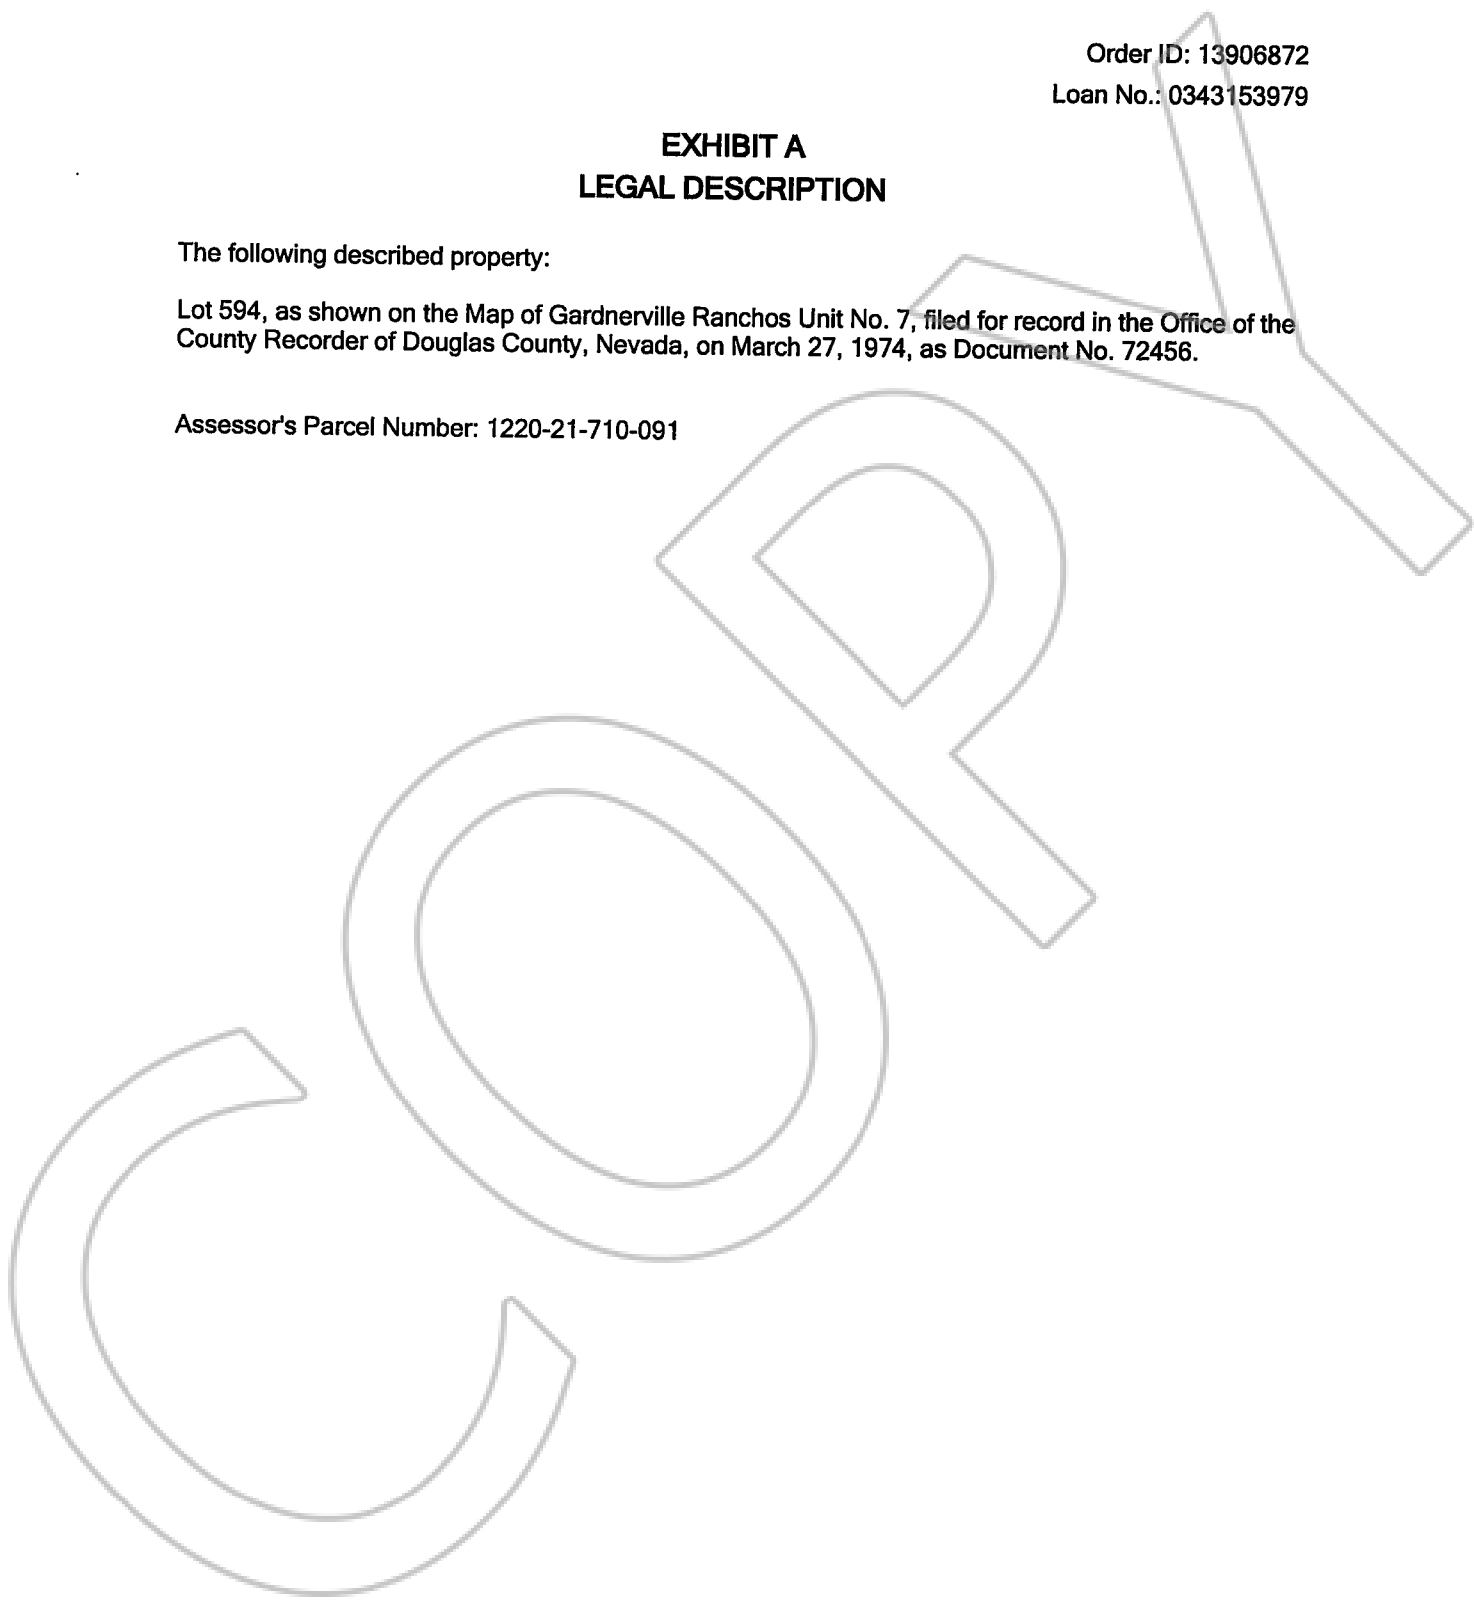 Order ID: 13906872
Loan No.: 0343153979
EXHIBIT A
LEGAL DESCRIPTION
The following described property:
Lot 594, as shown on the Map of Gardnerville Ranchos Unit No. 7, filed for record in the Office of the
County Recorder of Douglas County, Nevada, on March 27, 1974, as Document No. 72456.
Assessor's Parcel Number: 1220-21-710-091
COPY